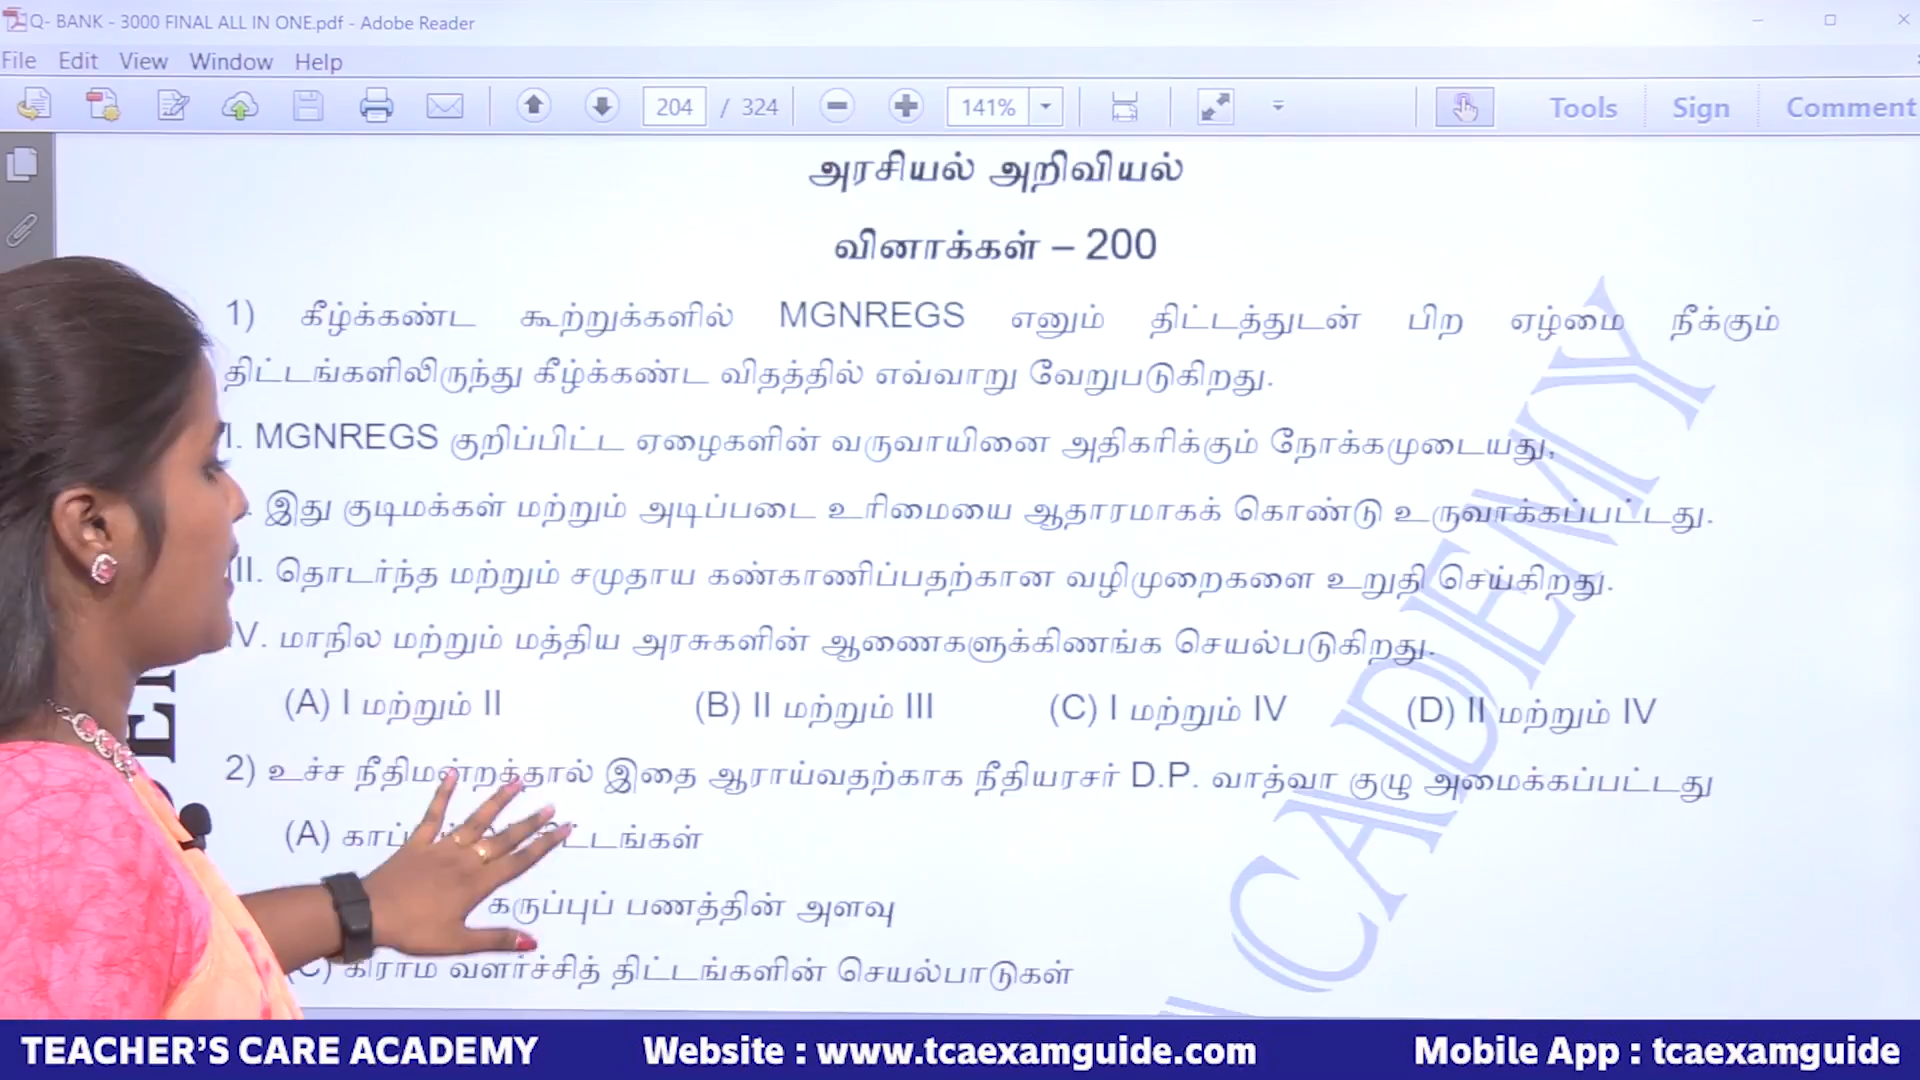 Q- BANK - 3000 FINAL ALL IN ONE.pdf - Adobe Reader
File Edit View Window Help
204 / 324 141% Tools Sign Comment
அரசியல் அறிவியல்
வினாக்கள் – 200
1) கீழ்க்கண்ட கூற்றுக்களில் MGNREGS எனும் திட்டத்துடன் பிற ஏழ்மை நீக்கும்
திட்டங்களிலிருந்து கீழ்க்கண்ட விதத்தில் எவ்வாறு வேறுபடுகிறது.
I. MGNREGS குறிப்பிட்ட ஏழைகளின் வருவாயினை அதிகரிக்கும் நோக்கமுடையது.
இது குடிமக்கள் மற்றும் அடிப்படை உரிமையை ஆதாரமாகக் கொண்டு உருவாக்கப்பட்டது.
III. தொடர்ந்த மற்றும் சமுதாய கண்காணிப்பதற்கான வழிமுறைகளை உறுதி செய்கிறது.
IV. மாநில மற்றும் மத்திய அரசுகளின் ஆணைகளுக்கிணங்க செயல்படுகிறது.
(A) I மற்றும் II (B) II மற்றும் III (C) I மற்றும் IV (D) II மற்றும் IV
2) உச்ச நீதிமன்றத்தால் இதை ஆராய்வதற்காக நீதியரசர் D.P. வாத்வா குழு அமைக்கப்பட்டது
(A)
கருப்புப் பணத்தின் அளவு
(C) கிராம வளர்ச்சித் திட்டங்களின் செயல்பாடுகள்
ACADEMY
TEACHER'S CARE ACADEMY Website : www.tcaexamguide.com Mobile App : tcaexamguide